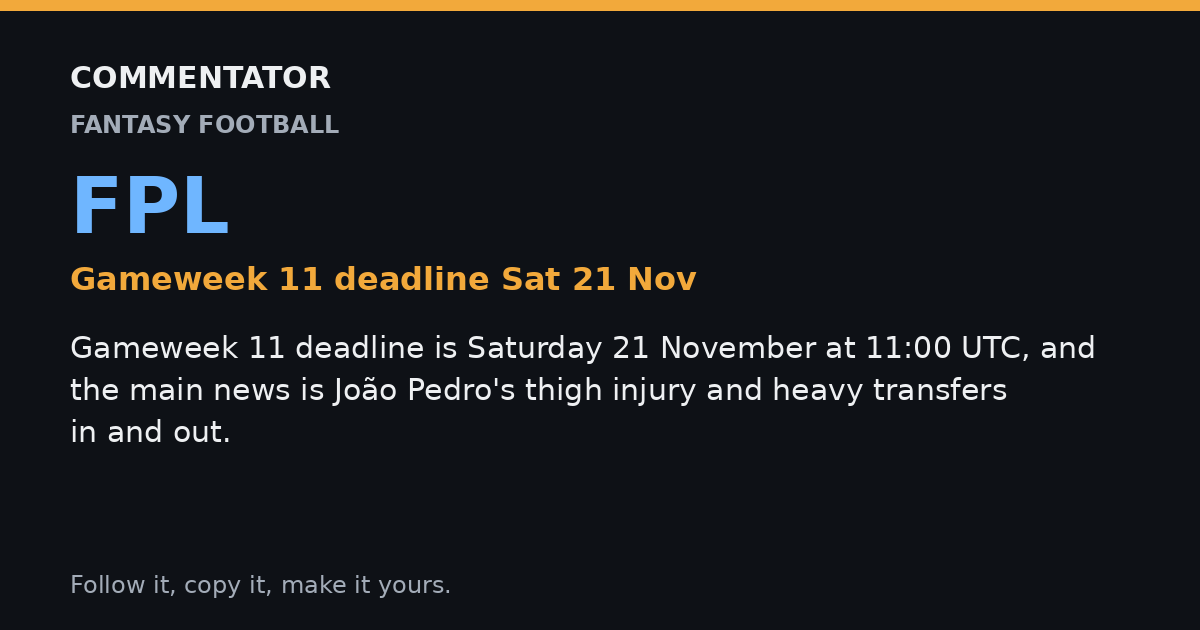 COMMENTATOR
FANTASY FOOTBALL
FPL
Gameweek 11 deadline Sat 21 Nov
Gameweek 11 deadline is Saturday 21 November at 11:00 UTC, and
the main news is João Pedro's thigh injury and heavy transfers
in and out.
Follow it, copy it, make it yours.